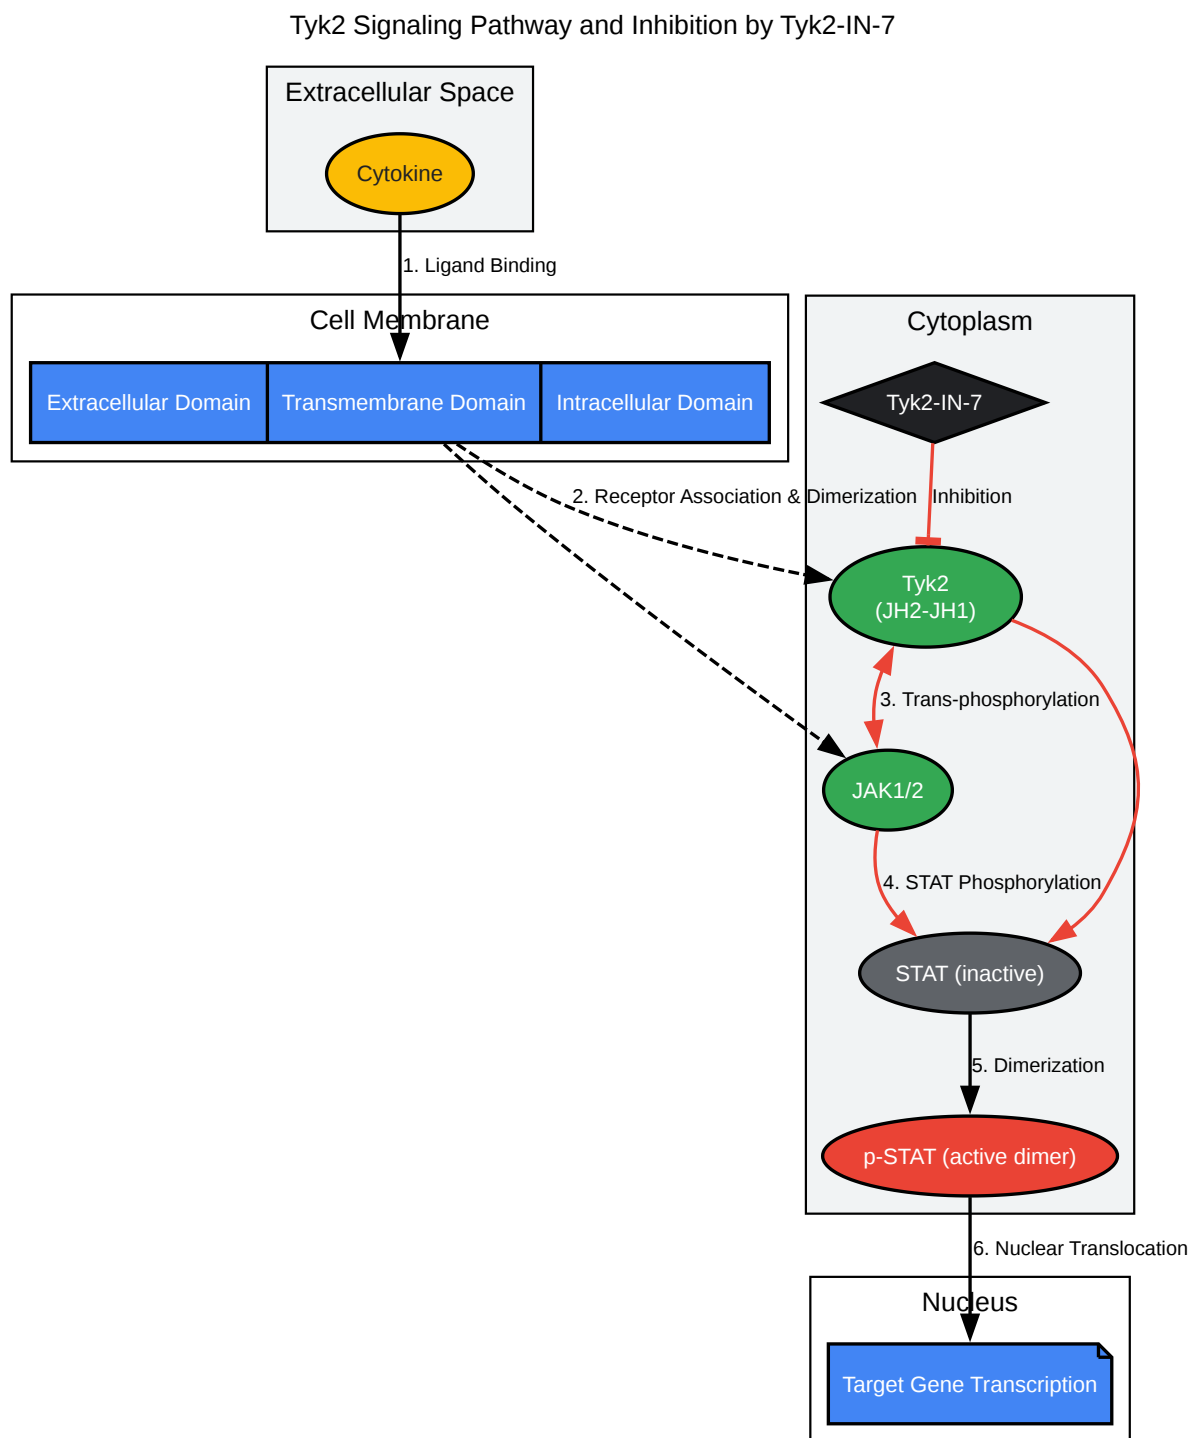 Tyk2 Signaling Pathway and Inhibition by Tyk2-IN-7
Extracellular Space
Cytokine
1. Ligand Binding
Cell Membrane
Extracellular Domain
Transmembrane Domain
Intracellular Domain
Cytoplasm
Tyk2-IN-7
2. Receptor Association & Dimerization
Inhibition
Tyk2
(JH2-JH1)
3. Trans-phosphorylation
JAK1/2
4. STAT Phosphorylation
STAT (inactive)
5. Dimerization
p-STAT (active dimer)
6. Nuclear Translocation
Nucleus
Target Gene Transcription